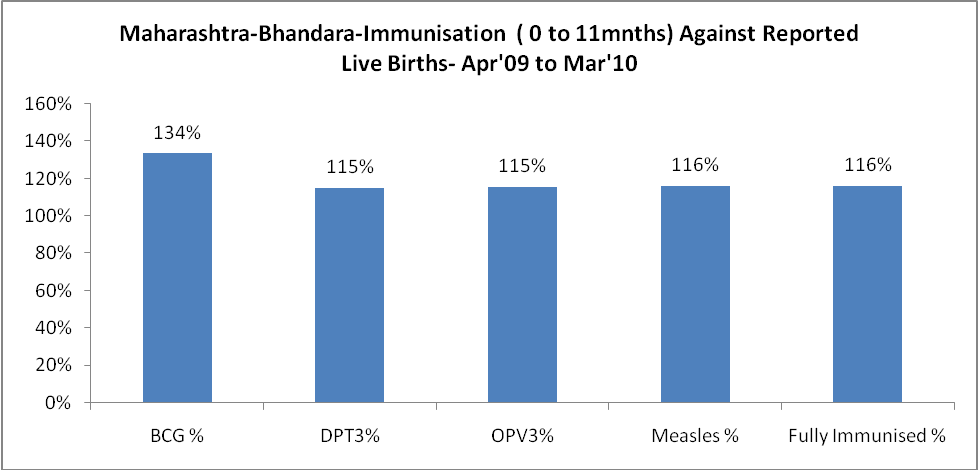 Maharashtra-Bhandara-Immunisation ( 0 to 11mnths) Against Reported
Live Births- Apr'09 to Mar'10
160%
140%
120%
100%
80%
60%
40%
20%
0%
134%
115%
115%
116%
116%
BCG %
DPT3%
OPV3%
Measles %
Fully Immunised %